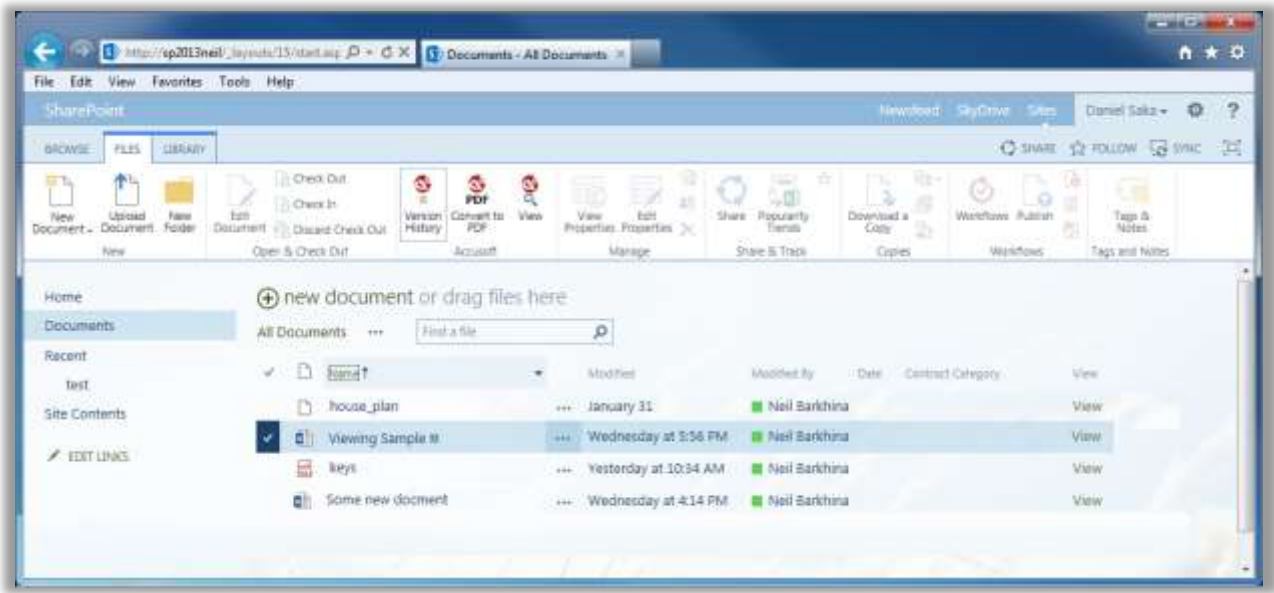 http://sp2013neil/_layouts/15/start.asp
Documents - All Documents
File Edit View Favorites Tools Help
SharePoint
Newsfeed SkyDrive Sites Daniel Saka ?
BROWSE FILES LIBRARY
SHARE FOLLOW SYNC
New Document
Upload Document
New Folder
New
Edit Document
Check Out
Check In
Discard Check Out
Open & Check Out
Version History
PDF
Convert to PDF
View
Accusoft
View Properties
Edit Properties
Manage
Share
Popularity Trends
Share & Track
Download a Copy
Copies
Workflows
Publish
Workflows
Tags & Notes
Tags and Notes
Home
Documents
Recent
test
Site Contents
EDIT LINKS
new document or drag files here
All Documents ••• Find a file
Name Modified Modified By Date Contract Category View
house_plan ••• January 31 Neil Barkhina View
Viewing Sample ••• Wednesday at 5:56 PM Neil Barkhina View
keys ••• Yesterday at 10:34 AM Neil Barkhina View
Some new docment ••• Wednesday at 4:14 PM Neil Barkhina View